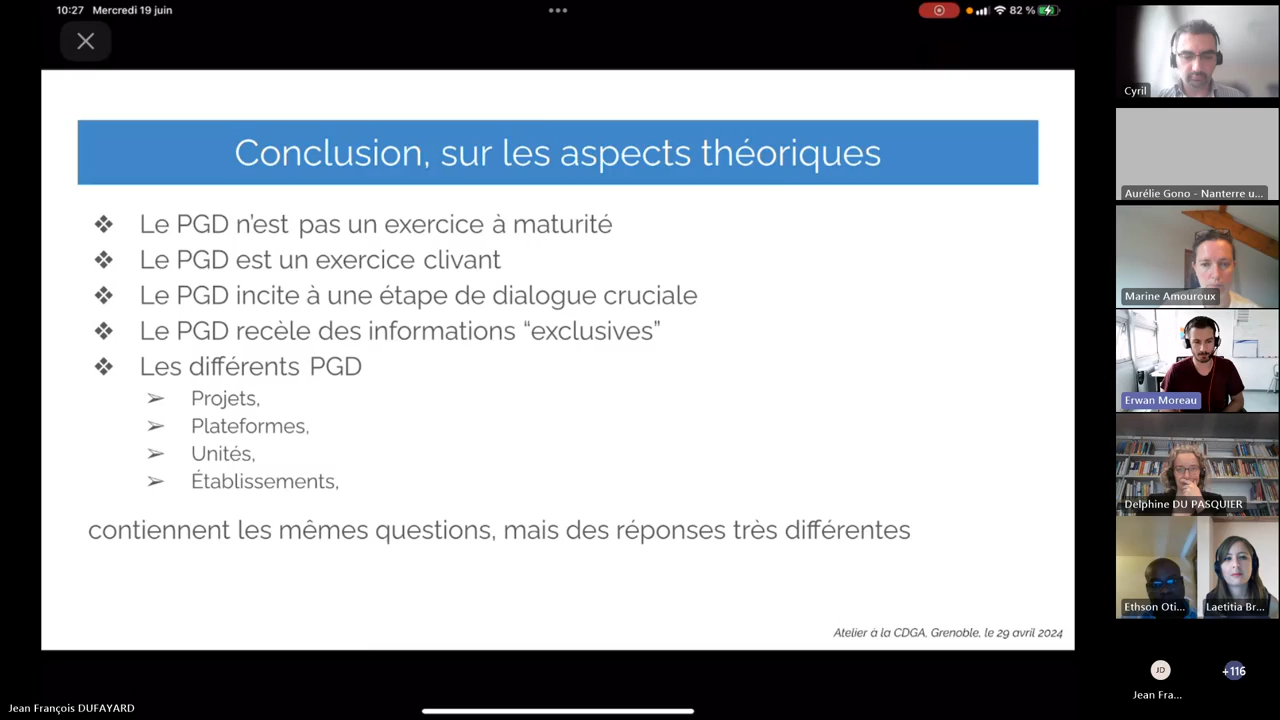 10:27 Mercredi 19 juin
82 %
Conclusion, sur les aspects théoriques
❖ Le PGD n'est pas un exercice à maturité
❖ Le PGD est un exercice clivant
❖ Le PGD incite à une étape de dialogue cruciale
❖ Le PGD recèle des informations “exclusives”
❖ Les différents PGD
➢ Projets,
➢ Plateformes,
➢ Unités,
➢ Établissements,
contiennent les mêmes questions, mais des réponses très différentes
Atelier à la CDGA, Grenoble, le 29 avril 2024
Jean François DUFAYARD
Cyril
Aurélie Gono - Nanterre u...
Marine Amouroux
Erwan Moreau
Delphine DU PASQUIER
Ethson Oti...
Laetitia Br...
JD
+116
Jean Fra...